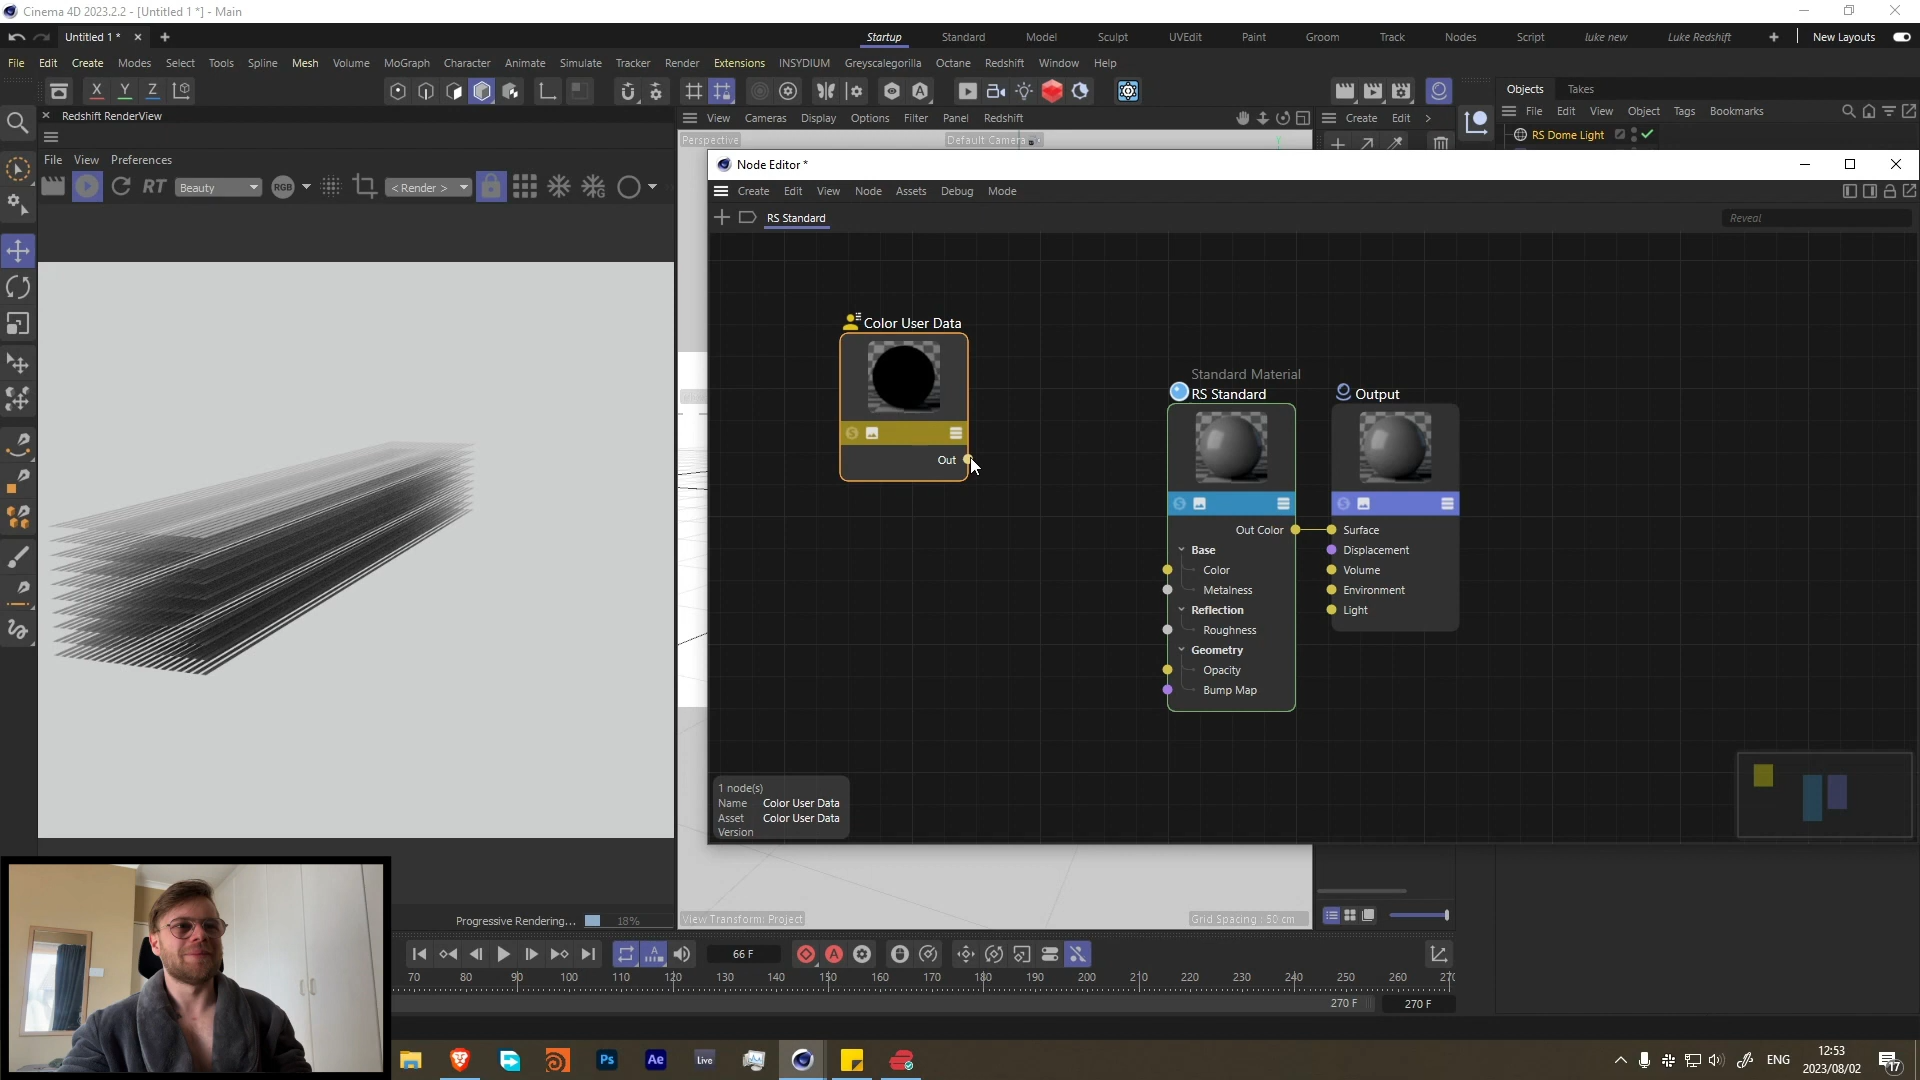 Cinema 4D 2023.2.2 - [Untitled 1 *] - Main
Untitled 1 *
Startup Standard Model Sculpt UVEdit Paint Groom Track Nodes Script luke new Luke Redshift New Layouts
File Edit Create Modes Select Tools Spline Mesh Volume MoGraph Character Animate Simulate Tracker Render Extensions INSYDIUM Greyscalegorilla Octane Redshift Window Help
X Y Z
Objects Takes
Redshift RenderView
View Cameras Display Options Filter Panel Redshift
Create Edit
File Edit View Object Tags Bookmarks
RS Dome Light
Perspective
Default Camera
File View Preferences
RT Beauty RGB < Render >
Node Editor *
Create Edit View Node Assets Debug Mode
RS Standard
Reveal
Color User Data
Out
Standard Material
RS Standard
Out Color
Base
Color
Metalness
Reflection
Roughness
Geometry
Opacity
Bump Map
Output
Surface
Displacement
Volume
Environment
Light
1 node(s)
Name Color User Data
Asset Color User Data
Version
Progressive Rendering... 18%
View Transform: Project
Grid Spacing : 50 cm
66 F
70 80 90 100 110 120 130 140 150 160 170 180 190 200 210 220 230 240 250 260 270
270 F 270 F
Ps Ae Live
ENG
12:53
2023/08/02
17